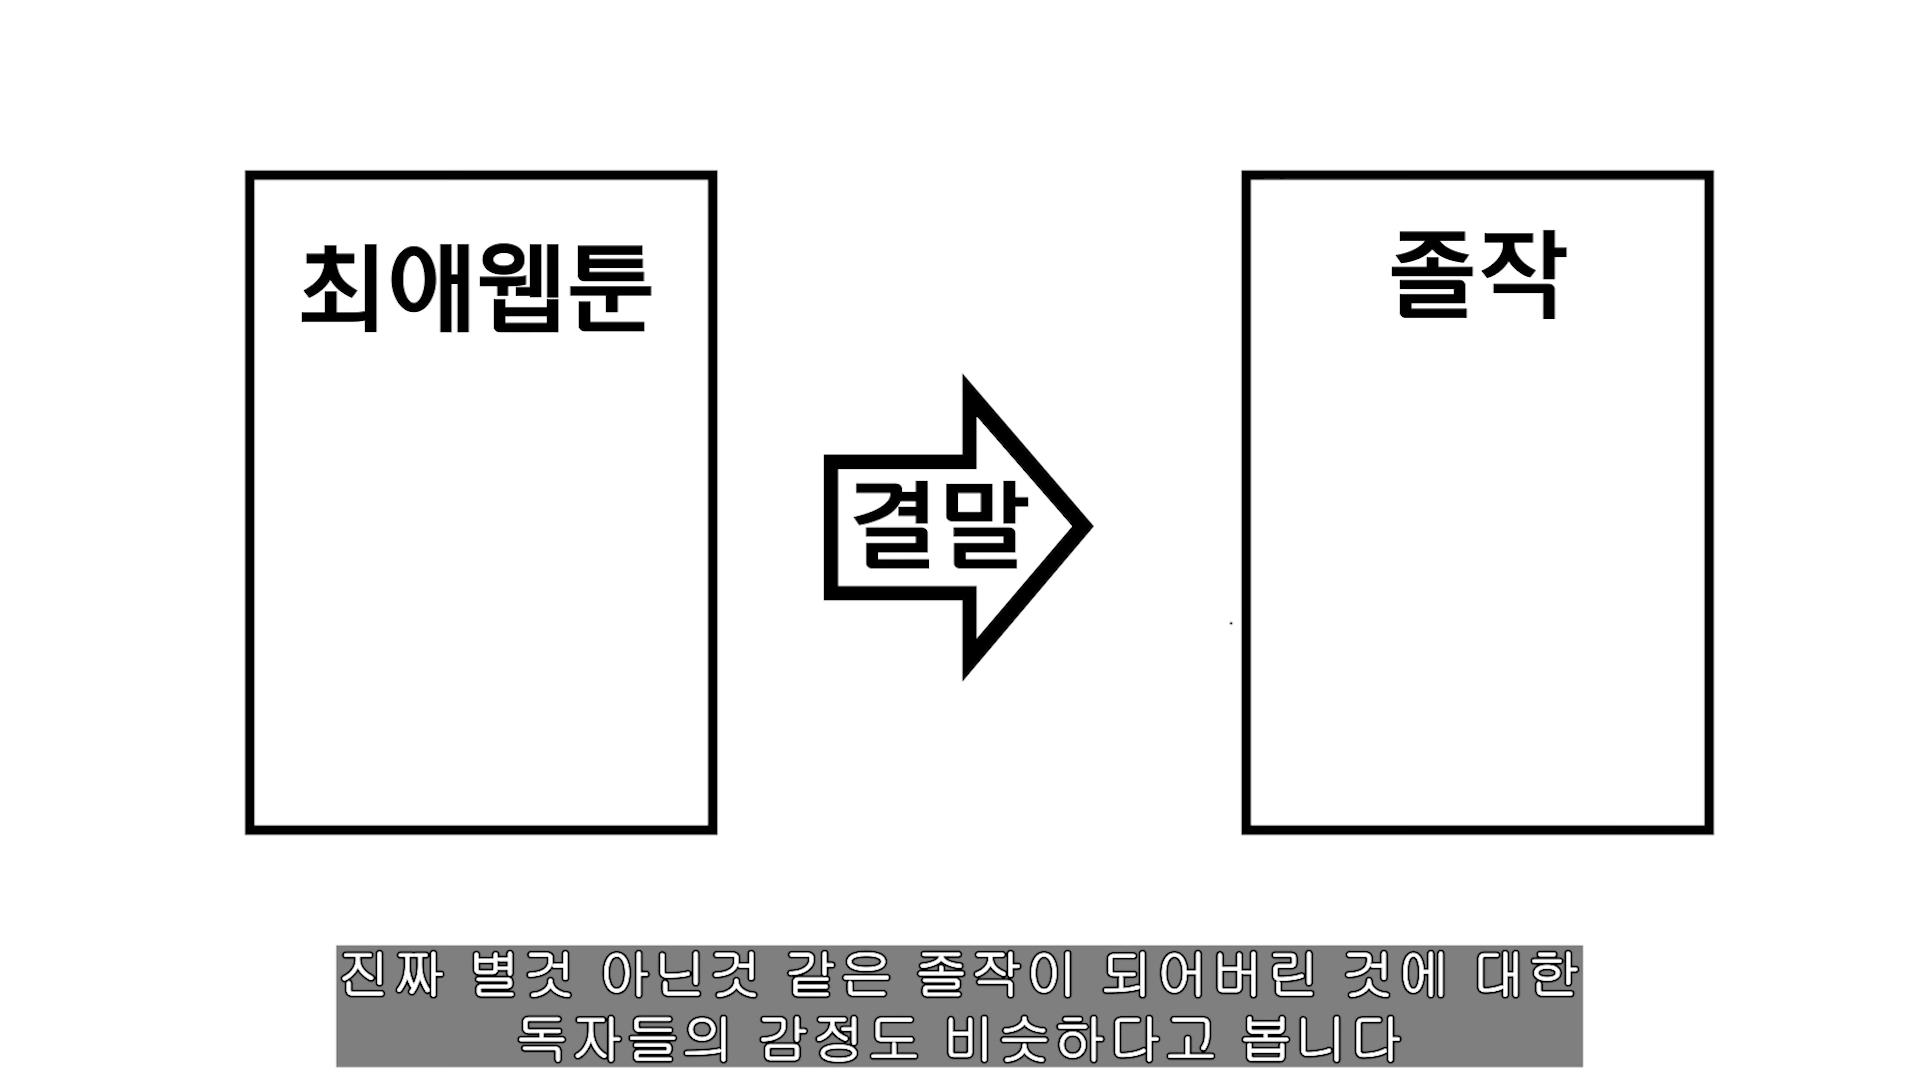 최애웹툰
결말
졸작
진짜 별것 아닌것 같은 졸작이 되어버린 것에 대한
독자들의 감정도 비슷하다고 봅니다